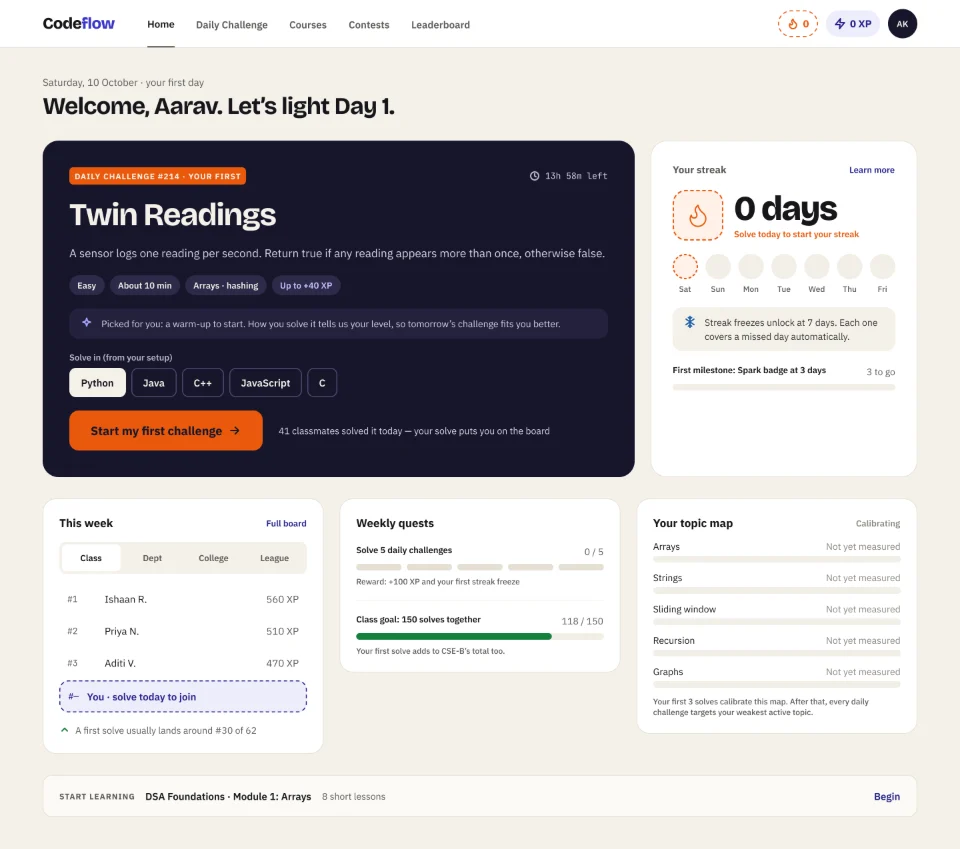 Codeflow
Home
Daily Challenge
Courses
Contests
Leaderboard
0
0 XP
AK
Saturday, 10 October · your first day
Welcome, Aarav. Let's light Day 1.
DAILY CHALLENGE #214 · YOUR FIRST
13h 58m left
Twin Readings
A sensor logs one reading per second. Return true if any reading appears more than once, otherwise false.
Easy
About 10 min
Arrays · hashing
Up to +40 XP
Picked for you: a warm-up to start. How you solve it tells us your level, so tomorrow's challenge fits you better.
Solve in (from your setup)
Python
Java
C++
JavaScript
C
Start my first challenge →
41 classmates solved it today — your solve puts you on the board
Your streak
Learn more
0 days
Solve today to start your streak
Sat
Sun
Mon
Tue
Wed
Thu
Fri
Streak freezes unlock at 7 days. Each one
covers a missed day automatically.
First milestone: Spark badge at 3 days
3 to go
This week
Full board
Class
Dept
College
League
#1 Ishaan R. 560 XP
#2 Priya N. 510 XP
#3 Aditi V. 470 XP
#– You · solve today to join
A first solve usually lands around #30 of 62
Weekly quests
Solve 5 daily challenges
0 / 5
Reward: +100 XP and your first streak freeze
Class goal: 150 solves together
118 / 150
Your first solve adds to CSE-B's total too.
Your topic map
Calibrating
Arrays
Not yet measured
Strings
Not yet measured
Sliding window
Not yet measured
Recursion
Not yet measured
Graphs
Not yet measured
Your first 3 solves calibrate this map. After that, every daily
challenge targets your weakest active topic.
START LEARNING
DSA Foundations · Module 1: Arrays
8 short lessons
Begin